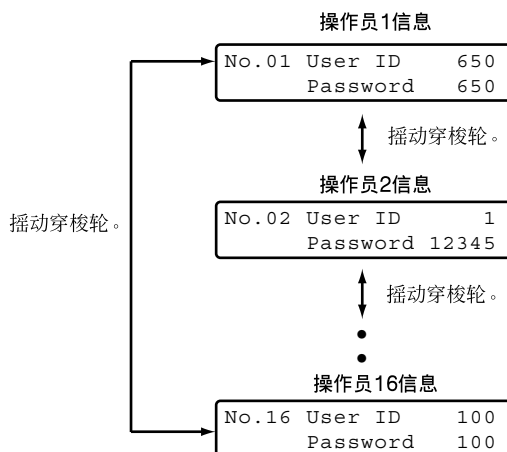 操作员1信息
No.01 User ID 650
Password 650
摇动穿梭轮。
操作员2信息
摇动穿梭轮。
No.02 User ID 1
Password 12345
摇动穿梭轮。
操作员16信息
No.16 User ID 100
Password 100